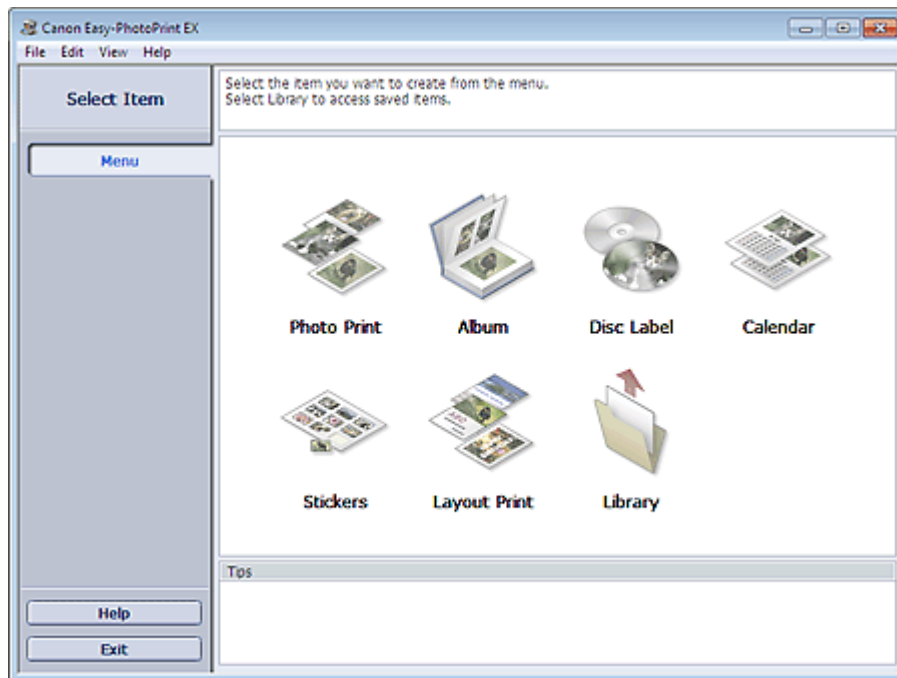 Canon Easy-PhotoPrint EX
File Edit View Help
Select Item
Select the item you want to create from the menu.
Select Library to access saved items.
Menu
Photo Print Album Disc Label Calendar
Stickers Layout Print Library
Tips
Help
Exit